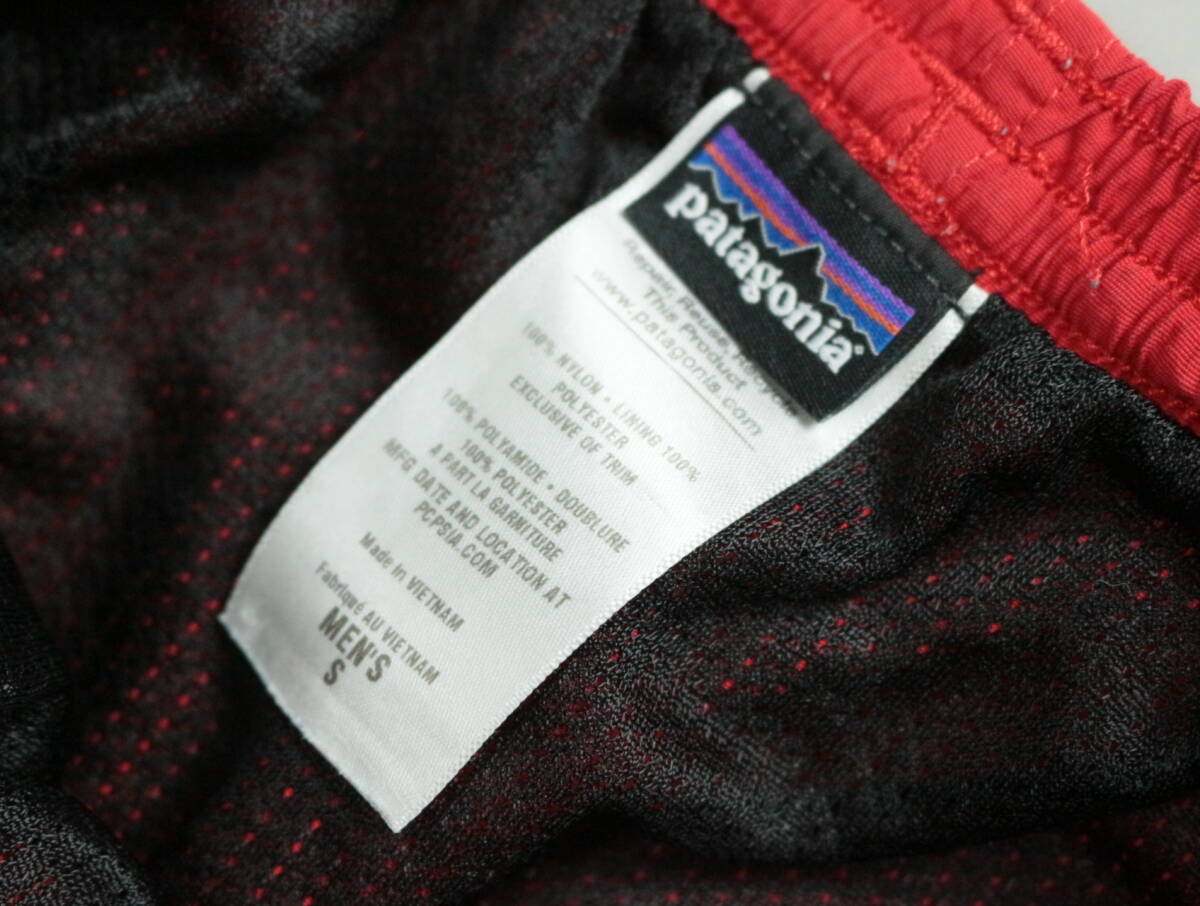 patagonia
Repair, Reuse, Recycle
This Product
www.patagonia.com
100% NYLON • LINING 100%
POLYESTER
EXCLUSIVE OF TRIM
100% POLYAMIDE • DOUBLURE
100% POLYESTER
A PART LA GARNITURE
MFG DATE AND LOCATION AT
PCPSIA.COM
Made in VIETNAM
Fabriqué AU VIETNAM
MEN'S
S